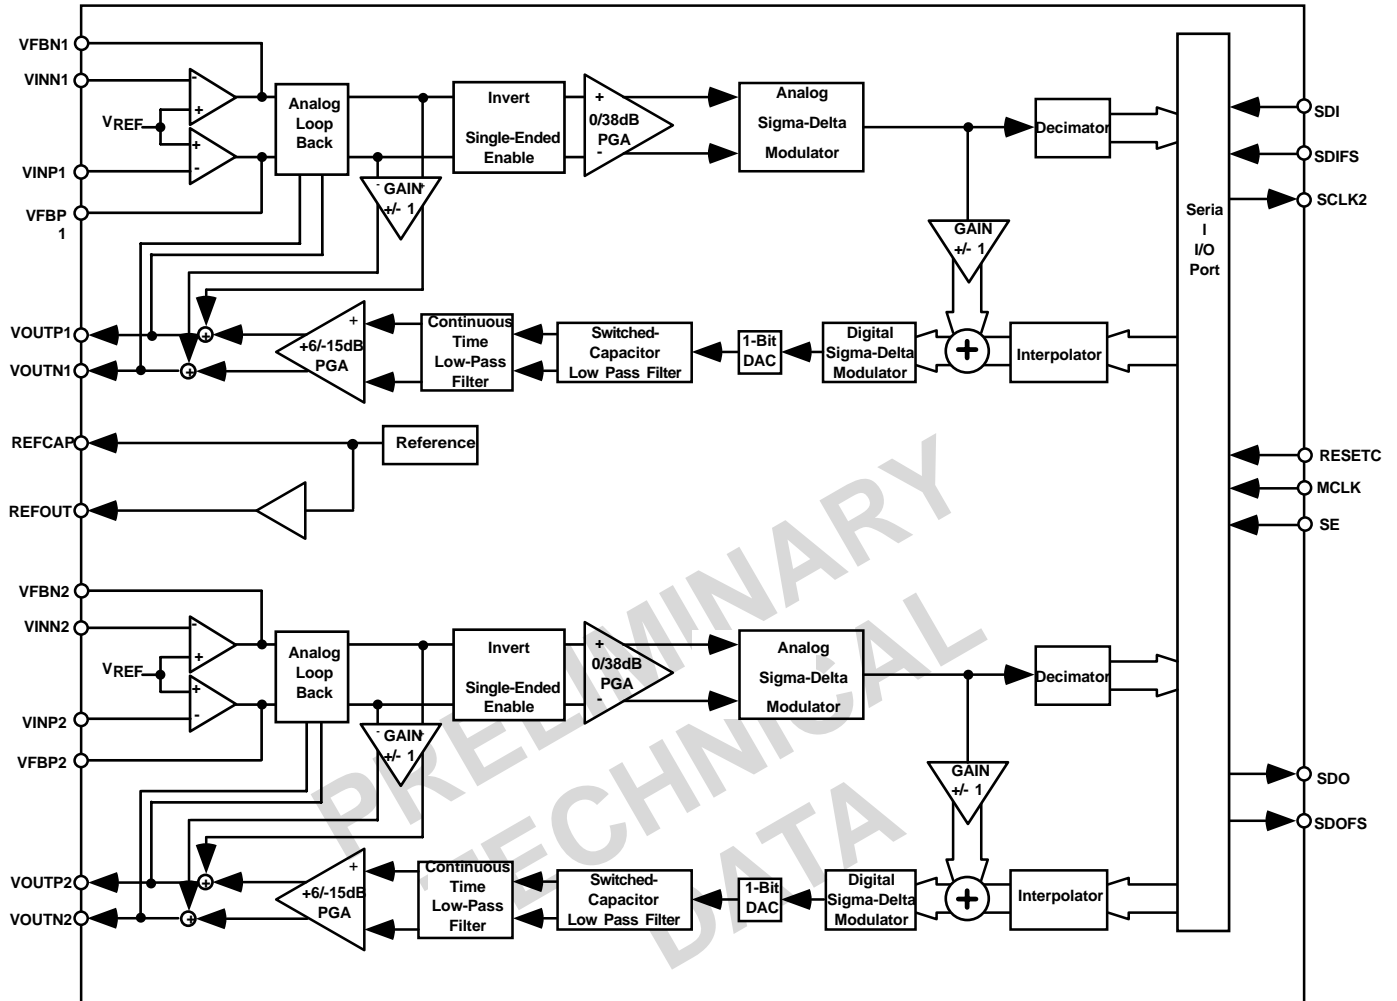 VFBN1
VINN1
VREF
VINP1
VFBP
1
-
+
+
-
Analog
Loop
Back
Invert
Single-Ended
Enable
+
0/38dB
PGA
-
Analog
Sigma-Delta
Modulator
Decimator
- GAIN +
+/- 1
GAIN
+/- 1
Seria
l
I/O
Port
SDI
SDIFS
SCLK2
VOUTP1
VOUTN1
+
+
+
+6/-15dB
PGA
Continuous
Time
Low-Pass
Filter
Switched-
Capacitor
Low Pass Filter
1-Bit
DAC
Digital
Sigma-Delta
Modulator
+
Interpolator
REFCAP
Reference
REFOUT
RESETC
MCLK
SE
PRELIMINARY
TECHNICAL
DATA
VFBN2
VINN2
VREF
VINP2
VFBP2
-
+
+
-
Analog
Loop
Back
Invert
Single-Ended
Enable
+
0/38dB
PGA
-
Analog
Sigma-Delta
Modulator
Decimator
- GAIN +
+/- 1
GAIN
+/- 1
SDO
SDOFS
VOUTP2
VOUTN2
+
+
+
+6/-15dB
PGA
Continuous
Time
Low-Pass
Filter
Switched-
Capacitor
Low Pass Filter
1-Bit
DAC
Digital
Sigma-Delta
Modulator
+
Interpolator